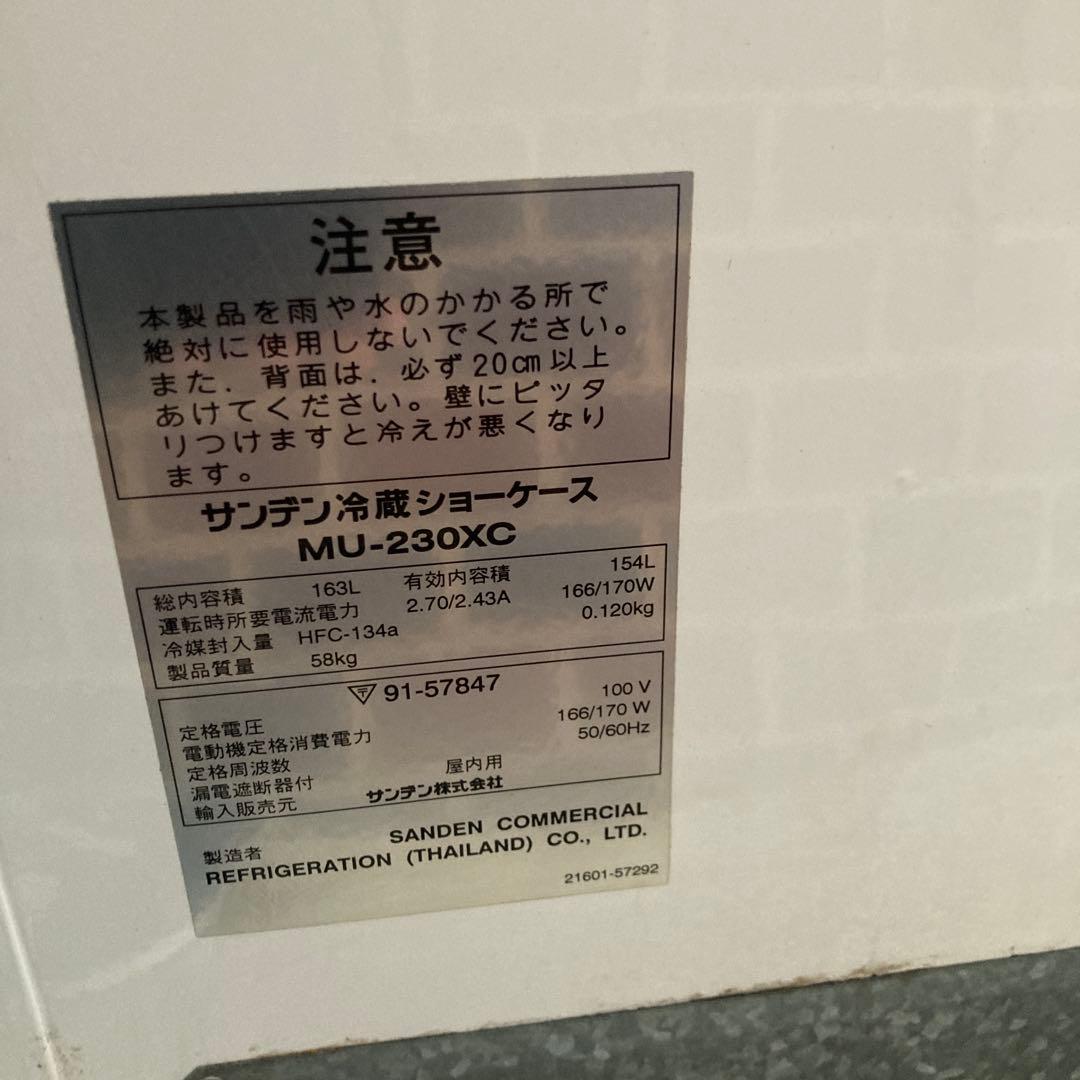 注意
本製品を雨や水のかかる所で
絶対に使用しないでください。
また．背面は．必ず20㎝以上
あけてください。壁にピッタ
リつけますと冷えが悪くなり
ます。
サンデン冷蔵ショーケース
MU-230XC
総内容積 163L 有効内容積 154L
運転時所要電流電力 2.70/2.43A 166/170W
冷媒封入量 HFC-134a 0.120kg
製品質量 58kg
〒 91-57847
定格電圧 100 V
電動機定格消費電力 166/170 W
定格周波数 50/60Hz
漏電遮断器付 屋内用
輸入販売元 サンデン株式会社
製造者 SANDEN COMMERCIAL
REFRIGERATION (THAILAND) CO., LTD.
21601-57292